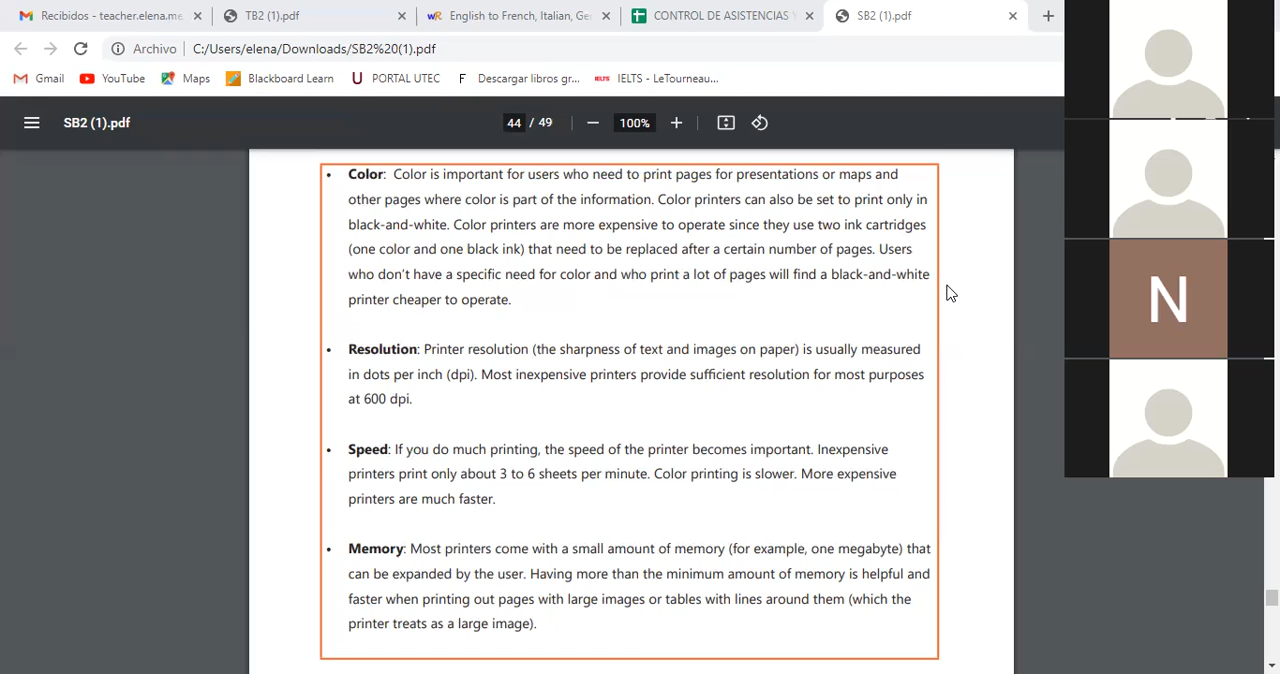 Recibidos - teacher.elena.me
TB2 (1).pdf
English to French, Italian, Ge
CONTROL DE ASISTENCIAS Y
SB2 (1).pdf
Archivo
C:/Users/elena/Downloads/SB2%20(1).pdf
Gmail
YouTube
Maps
Blackboard Learn
PORTAL UTEC
F
Descargar libros gr...
IELTS - LeTourneau...
SB2 (1).pdf
44 / 49
100%
N
• Color: Color is important for users who need to print pages for presentations or maps and
other pages where color is part of the information. Color printers can also be set to print only in
black-and-white. Color printers are more expensive to operate since they use two ink cartridges
(one color and one black ink) that need to be replaced after a certain number of pages. Users
who don't have a specific need for color and who print a lot of pages will find a black-and-white
printer cheaper to operate.
• Resolution: Printer resolution (the sharpness of text and images on paper) is usually measured
in dots per inch (dpi). Most inexpensive printers provide sufficient resolution for most purposes
at 600 dpi.
• Speed: If you do much printing, the speed of the printer becomes important. Inexpensive
printers print only about 3 to 6 sheets per minute. Color printing is slower. More expensive
printers are much faster.
• Memory: Most printers come with a small amount of memory (for example, one megabyte) that
can be expanded by the user. Having more than the minimum amount of memory is helpful and
faster when printing out pages with large images or tables with lines around them (which the
printer treats as a large image).